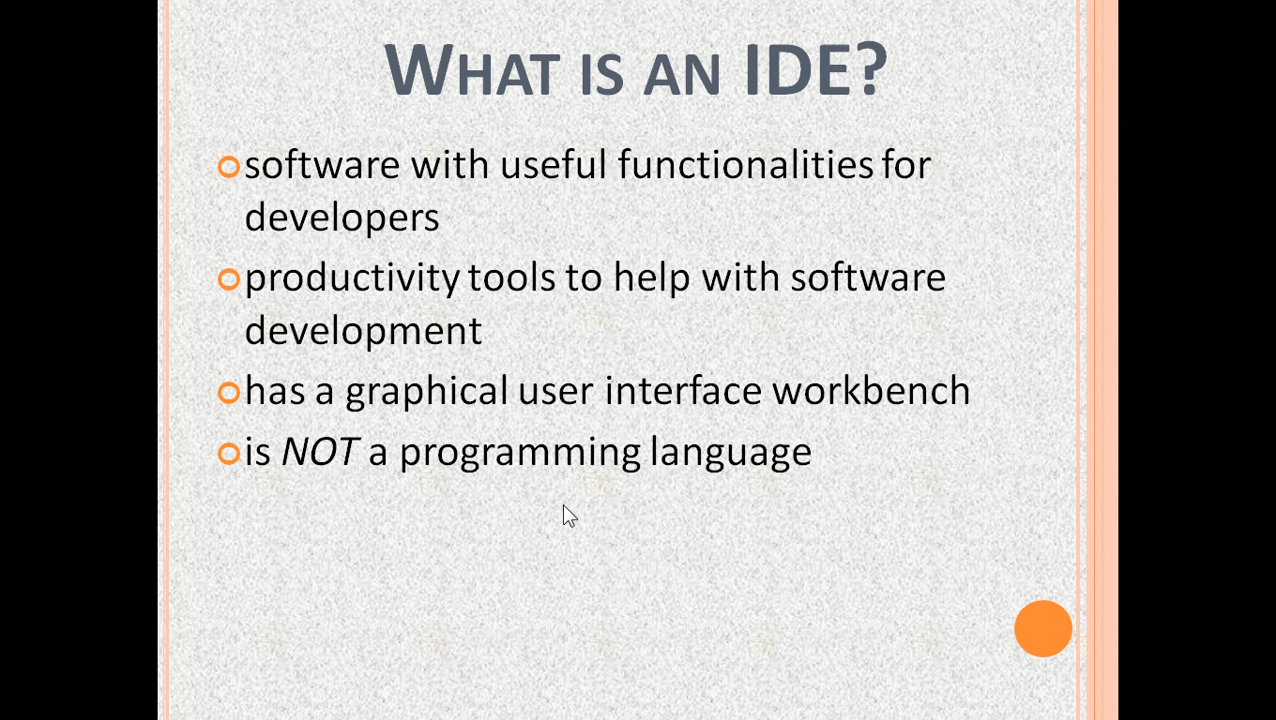 What is an IDE?
software with useful functionalities for
developers
productivity tools to help with software
development
has a graphical user interface workbench
is NOT a programming language